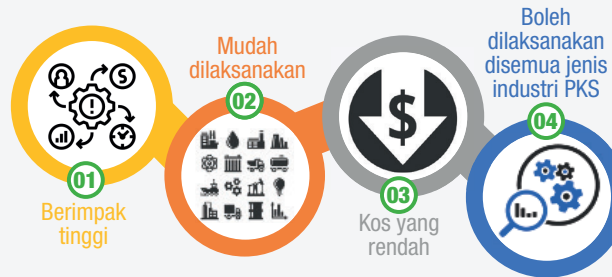 01
Berimpak
tinggi
Mudah
dilaksanakan
02
$
03
Kos yang
rendah
Boleh
dilaksanakan
disemua jenis
industri PKS
04